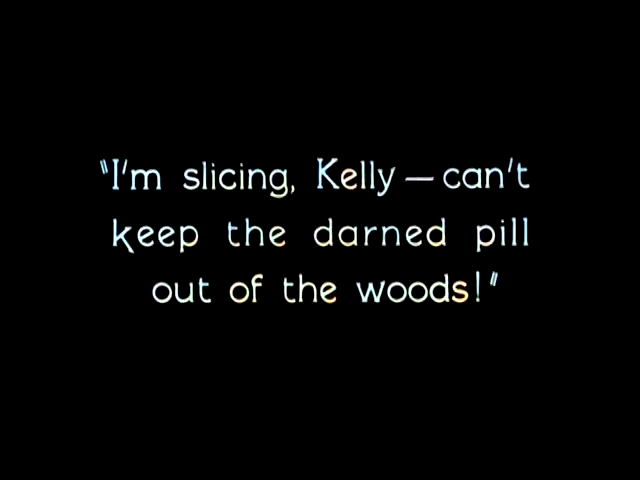 "I'm slicing, Kelly — can't
keep the darned pill
out of the woods!"